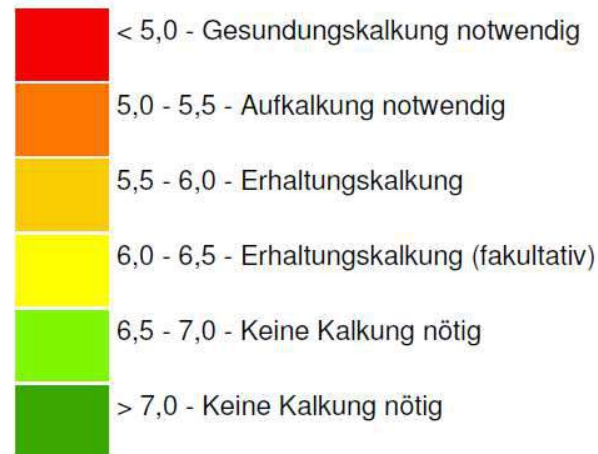 < 5,0 - Gesundungskalkung notwendig
5,0 - 5,5 - Aufkalkung notwendig
5,5 - 6,0 - Erhaltungskalkung
6,0 - 6,5 - Erhaltungskalkung (fakultativ)
6,5 - 7,0 - Keine Kalkung nötig
> 7,0 - Keine Kalkung nötig